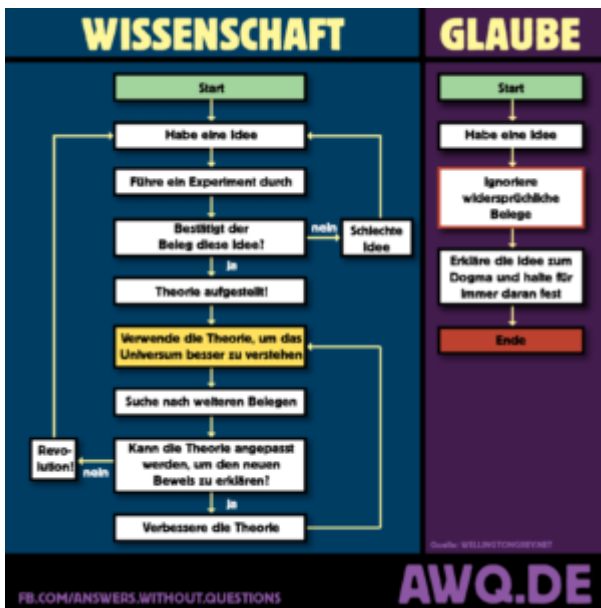 WISSENSCHAFT
Start
Habe eine Idee
Führe ein Experiment durch
Bestätigt der
Beleg diese Idee?
nein
Schlechte
Idee
ja
Theorie aufgestellt!
Verwende die Theorie, um das
Universum besser zu verstehen
Suche nach weiteren Belegen
Kann die Theorie angepasst
werden, um den neuen
Beweis zu erklären?
nein
Revo-
lution!
ja
Verbessere die Theorie
GLAUBE
Start
Habe eine Idee
Ignoriere
widersprüchliche
Belege
Erkläre die Idee zum
Dogma und halte für
immer daran fest
Ende
Quelle: WELLINGTONGREY.NET
FB.COM/ANSWERS.WITHOUT.QUESTIONS
AWQ.DE